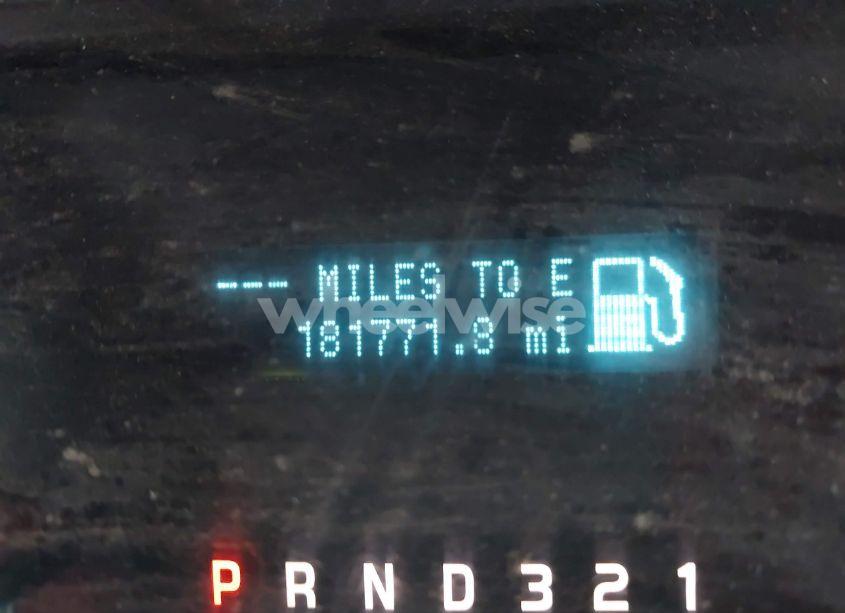 --- MILES TO E
wheelwise
181771.8 mi
P R N D 3 2 1